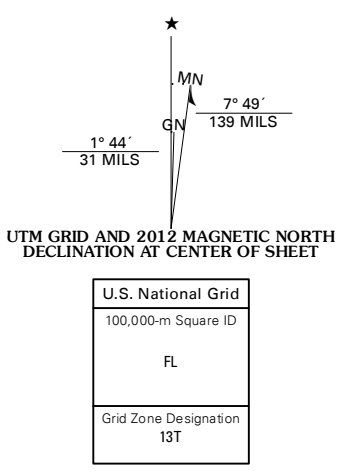 MN
GN
7° 49´
139 MILS
1° 44´
31 MILS
UTM GRID AND 2012 MAGNETIC NORTH
DECLINATION AT CENTER OF SHEET
U.S. National Grid
100,000-m Square ID
FL
Grid Zone Designation
13T